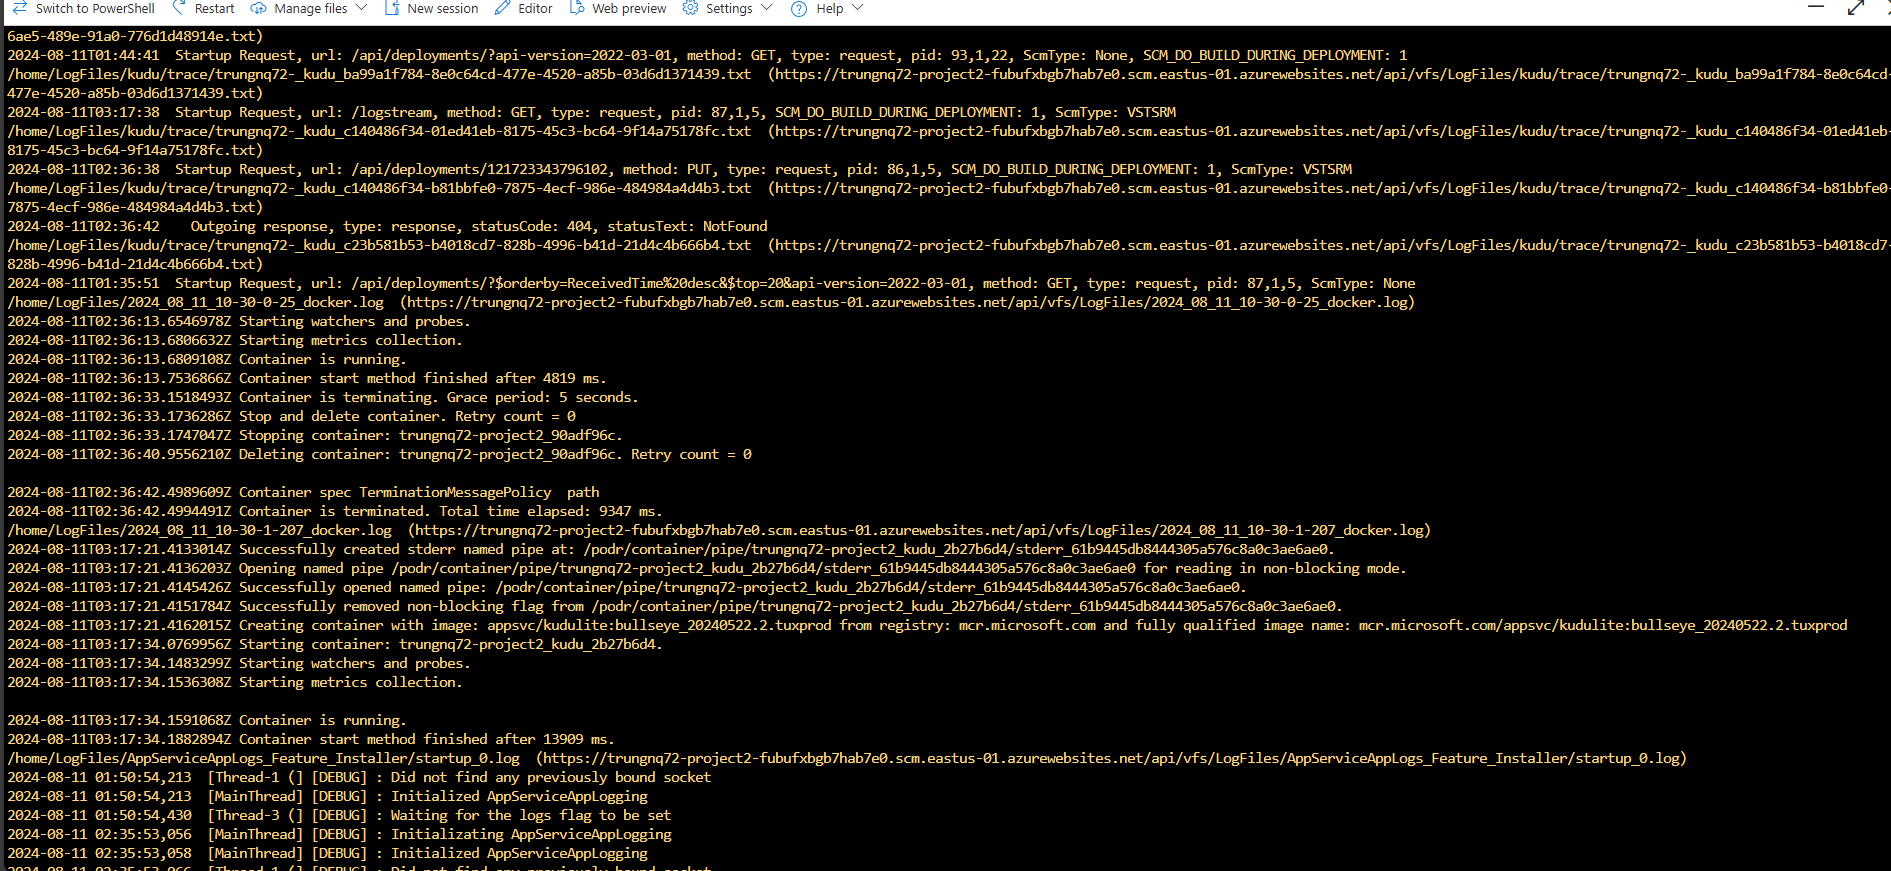 Switch to PowerShell Restart Manage files New session Editor Web preview Settings Help
6ae5-489e-91a0-776d1d48914e.txt)
2024-08-11T01:44:41  Startup Request, url: /api/deployments/?api-version=2022-03-01, method: GET, type: request, pid: 93,1,22, ScmType: None, SCM_DO_BUILD_DURING_DEPLOYMENT: 1
/home/LogFiles/kudu/trace/trungnq72-_kudu_ba99a1f784-8e0c64cd-477e-4520-a85b-03d6d1371439.txt  (https://trungnq72-project2-fubufxbgb7hab7e0.scm.eastus-01.azurewebsites.net/api/vfs/LogFiles/kudu/trace/trungnq72-_kudu_ba99a1f784-8e0c64cd-
477e-4520-a85b-03d6d1371439.txt)
2024-08-11T03:17:38  Startup Request, url: /logstream, method: GET, type: request, pid: 87,1,5, SCM_DO_BUILD_DURING_DEPLOYMENT: 1, ScmType: VSTSRM
/home/LogFiles/kudu/trace/trungnq72-_kudu_c140486f34-01ed41eb-8175-45c3-bc64-9f14a75178fc.txt  (https://trungnq72-project2-fubufxbgb7hab7e0.scm.eastus-01.azurewebsites.net/api/vfs/LogFiles/kudu/trace/trungnq72-_kudu_c140486f34-01ed41eb-
8175-45c3-bc64-9f14a75178fc.txt)
2024-08-11T02:36:38  Startup Request, url: /api/deployments/121723343796102, method: PUT, type: request, pid: 86,1,5, SCM_DO_BUILD_DURING_DEPLOYMENT: 1, ScmType: VSTSRM
/home/LogFiles/kudu/trace/trungnq72-_kudu_c140486f34-b81bbfe0-7875-4ecf-986e-484984a4d4b3.txt  (https://trungnq72-project2-fubufxbgb7hab7e0.scm.eastus-01.azurewebsites.net/api/vfs/LogFiles/kudu/trace/trungnq72-_kudu_c140486f34-b81bbfe0-
7875-4ecf-986e-484984a4d4b3.txt)
2024-08-11T02:36:42    Outgoing response, type: response, statusCode: 404, statusText: NotFound
/home/LogFiles/kudu/trace/trungnq72-_kudu_c23b581b53-b4018cd7-828b-4996-b41d-21d4c4b666b4.txt  (https://trungnq72-project2-fubufxbgb7hab7e0.scm.eastus-01.azurewebsites.net/api/vfs/LogFiles/kudu/trace/trungnq72-_kudu_c23b581b53-b4018cd7-
828b-4996-b41d-21d4c4b666b4.txt)
2024-08-11T01:35:51  Startup Request, url: /api/deployments/?$orderby=ReceivedTime%20desc&$top=20&api-version=2022-03-01, method: GET, type: request, pid: 87,1,5, ScmType: None
/home/LogFiles/2024_08_11_10-30-0-25_docker.log  (https://trungnq72-project2-fubufxbgb7hab7e0.scm.eastus-01.azurewebsites.net/api/vfs/LogFiles/2024_08_11_10-30-0-25_docker.log)
2024-08-11T02:36:13.6546978Z Starting watchers and probes.
2024-08-11T02:36:13.6806632Z Starting metrics collection.
2024-08-11T02:36:13.6809108Z Container is running.
2024-08-11T02:36:13.7536866Z Container start method finished after 4819 ms.
2024-08-11T02:36:33.1518493Z Container is terminating. Grace period: 5 seconds.
2024-08-11T02:36:33.1736286Z Stop and delete container. Retry count = 0
2024-08-11T02:36:33.1747047Z Stopping container: trungnq72-project2_90adf96c.
2024-08-11T02:36:40.9556210Z Deleting container: trungnq72-project2_90adf96c. Retry count = 0
2024-08-11T02:36:42.4989609Z Container spec TerminationMessagePolicy  path
2024-08-11T02:36:42.4994491Z Container is terminated. Total time elapsed: 9347 ms.
/home/LogFiles/2024_08_11_10-30-1-207_docker.log  (https://trungnq72-project2-fubufxbgb7hab7e0.scm.eastus-01.azurewebsites.net/api/vfs/LogFiles/2024_08_11_10-30-1-207_docker.log)
2024-08-11T03:17:21.4133014Z Successfully created stderr named pipe at: /podr/container/pipe/trungnq72-project2_kudu_2b27b6d4/stderr_61b9445db8444305a576c8a0c3ae6ae0.
2024-08-11T03:17:21.4136203Z Opening named pipe /podr/container/pipe/trungnq72-project2_kudu_2b27b6d4/stderr_61b9445db8444305a576c8a0c3ae6ae0 for reading in non-blocking mode.
2024-08-11T03:17:21.4145426Z Successfully opened named pipe: /podr/container/pipe/trungnq72-project2_kudu_2b27b6d4/stderr_61b9445db8444305a576c8a0c3ae6ae0.
2024-08-11T03:17:21.4151784Z Successfully removed non-blocking flag from /podr/container/pipe/trungnq72-project2_kudu_2b27b6d4/stderr_61b9445db8444305a576c8a0c3ae6ae0.
2024-08-11T03:17:21.4162015Z Creating container with image: appsvc/kudulite:bullseye_20240522.2.tuxprod from registry: mcr.microsoft.com and fully qualified image name: mcr.microsoft.com/appsvc/kudulite:bullseye_20240522.2.tuxprod
2024-08-11T03:17:34.0769956Z Starting container: trungnq72-project2_kudu_2b27b6d4.
2024-08-11T03:17:34.1483299Z Starting watchers and probes.
2024-08-11T03:17:34.1536308Z Starting metrics collection.
2024-08-11T03:17:34.1591068Z Container is running.
2024-08-11T03:17:34.1882894Z Container start method finished after 13909 ms.
/home/LogFiles/AppServiceAppLogs_Feature_Installer/startup_0.log  (https://trungnq72-project2-fubufxbgb7hab7e0.scm.eastus-01.azurewebsites.net/api/vfs/LogFiles/AppServiceAppLogs_Feature_Installer/startup_0.log)
2024-08-11 01:50:54,213  [Thread-1 (] [DEBUG] : Did not find any previously bound socket
2024-08-11 01:50:54,213  [MainThread] [DEBUG] : Initialized AppServiceAppLogging
2024-08-11 01:50:54,430  [Thread-3 (] [DEBUG] : Waiting for the logs flag to be set
2024-08-11 02:35:53,056  [MainThread] [DEBUG] : Initializating AppServiceAppLogging
2024-08-11 02:35:53,058  [MainThread] [DEBUG] : Initialized AppServiceAppLogging
2024-08-11 02:35:53,066  [Thread-1 (] [DEBUG] : Did not find any previously bound socket